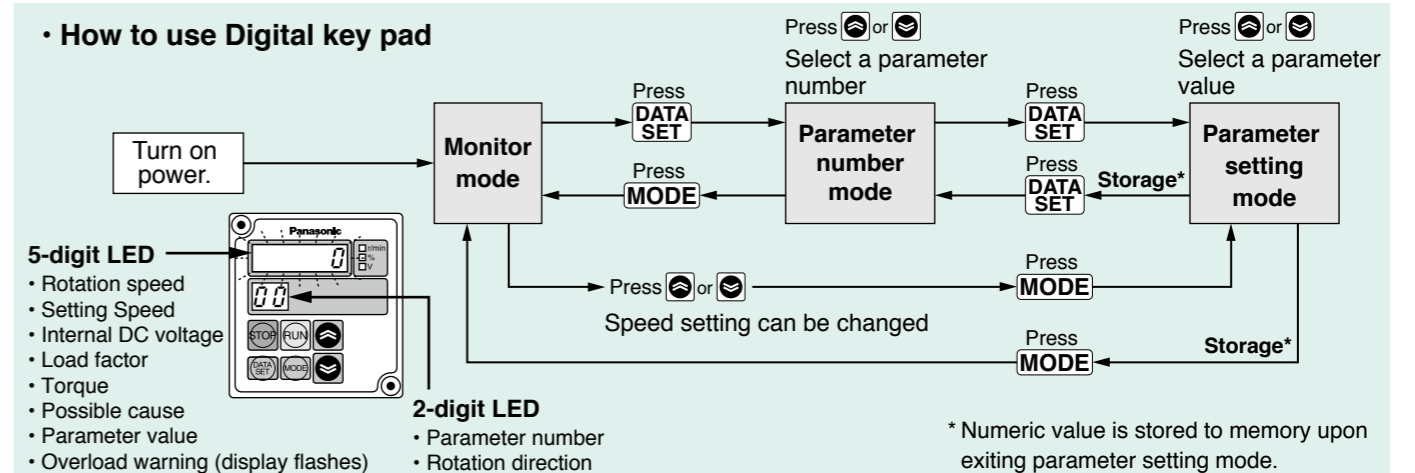 ・How to use Digital key pad
Press or
Select a parameter
number
Press or
Select a parameter
value
Turn on
power.
Monitor
mode
Press
DATA
SET
Press
MODE
Parameter
number
mode
Press
DATA
SET
Press
DATA
SET
Storage*
Parameter
setting
mode
Press or
Speed setting can be changed
Press
MODE
Press
MODE
Storage*
5-digit LED
・Rotation speed
・Setting Speed
・Internal DC voltage
・Load factor
・Torque
・Possible cause
・Parameter value
・Overload warning (display flashes)
Panasonic
0
r/min
%
V
00
STOP RUN
DATA
SET
MODE
2-digit LED
・Parameter number
・Rotation direction
* Numeric value is stored to memory upon
exiting parameter setting mode.